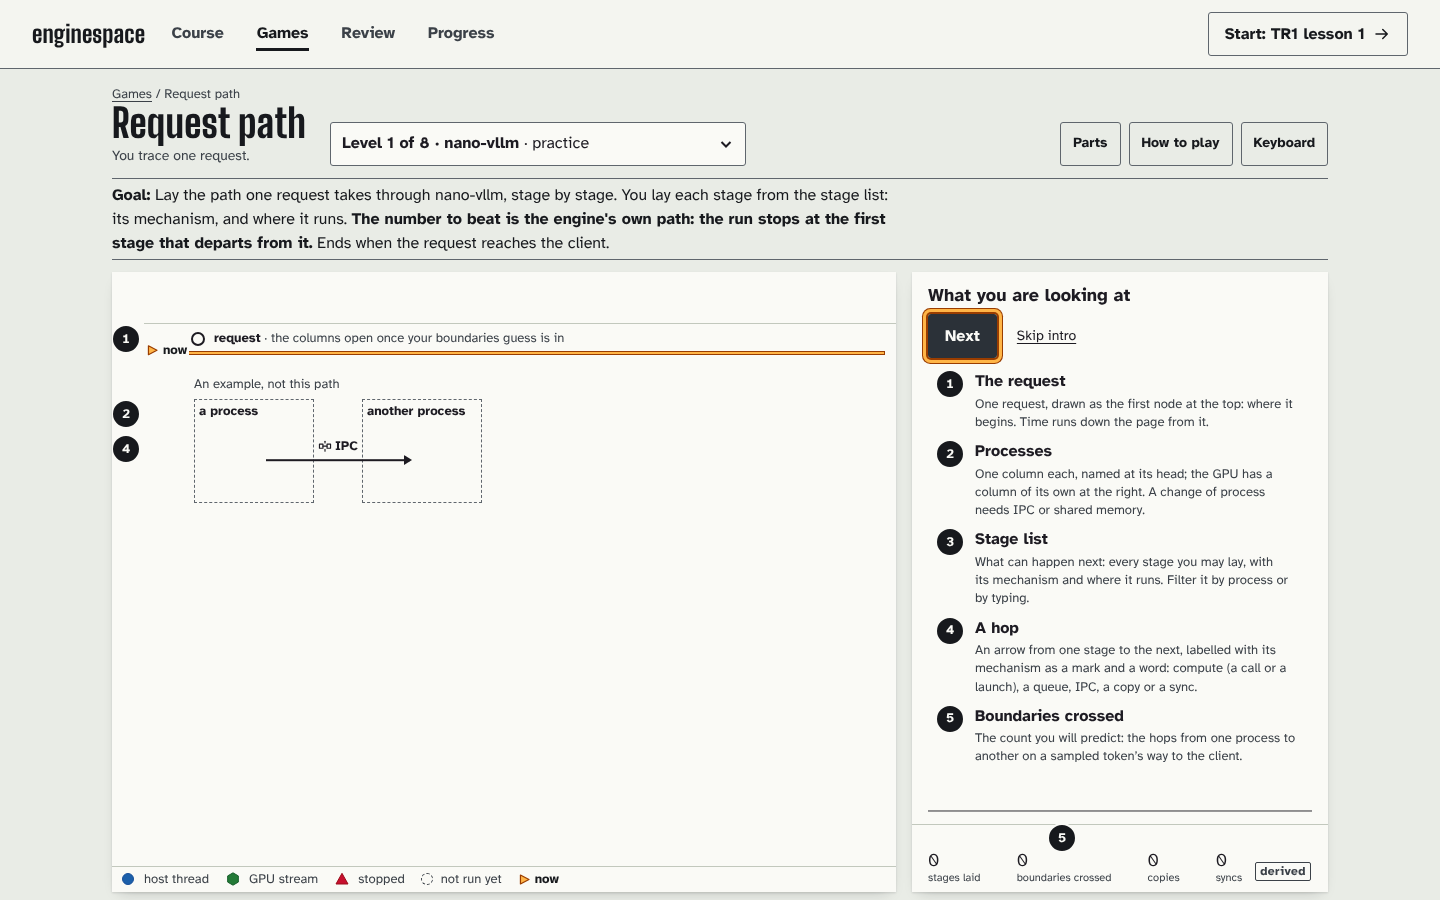 enginespace
Course
Games
Review
Progress
Start: TR1 lesson 1 →
Games / Request path
Request path
You trace one request.
Level 1 of 8 · nano-vllm · practice
Parts
How to play
Keyboard
Goal: Lay the path one request takes through nano-vllm, stage by stage. You lay each stage from the stage list:
its mechanism, and where it runs. The number to beat is the engine's own path: the run stops at the first
stage that departs from it. Ends when the request reaches the client.
1
request · the columns open once your boundaries guess is in
now
An example, not this path
2
a process
another process
4
IPC
host thread
GPU stream
stopped
not run yet
now
What you are looking at
Next
Skip intro
1
The request
One request, drawn as the first node at the top: where it
begins. Time runs down the page from it.
2
Processes
One column each, named at its head; the GPU has a
column of its own at the right. A change of process
needs IPC or shared memory.
3
Stage list
What can happen next: every stage you may lay, with
its mechanism and where it runs. Filter it by process or
by typing.
4
A hop
An arrow from one stage to the next, labelled with its
mechanism as a mark and a word: compute (a call or a
launch), a queue, IPC, a copy or a sync.
5
Boundaries crossed
The count you will predict: the hops from one process to
another on a sampled token's way to the client.
5
0
stages laid
0
boundaries crossed
0
copies
0
syncs
derived